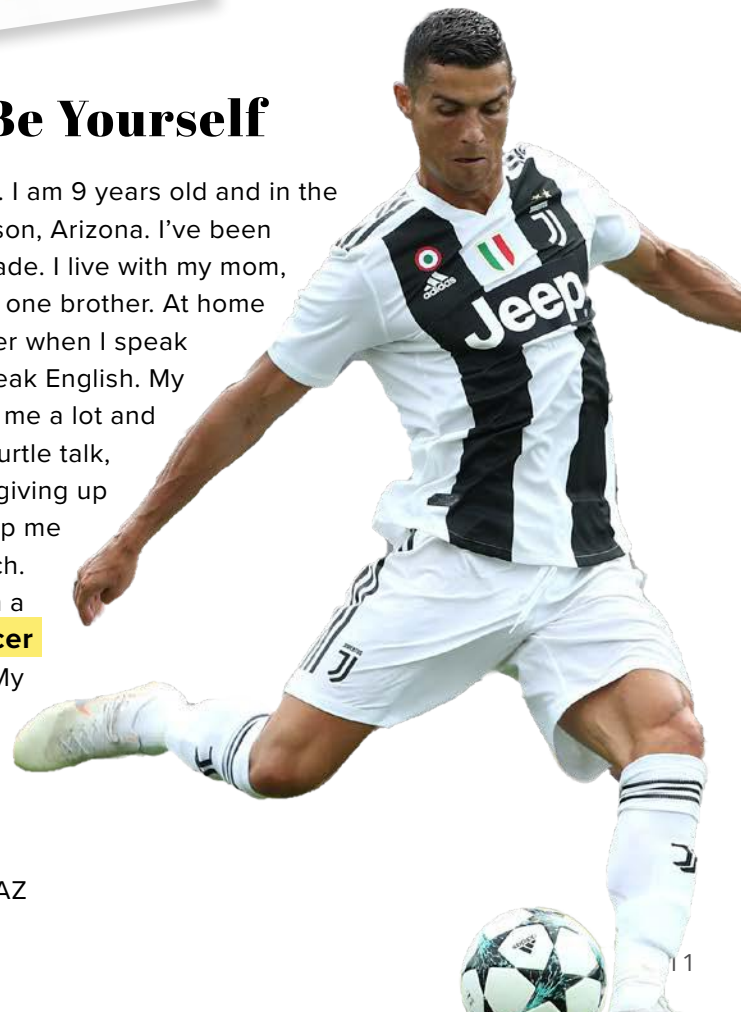 Be Yourself
. I am 9 years old and in the
son, Arizona. I’ve been
ade. I live with my mom,
one brother. At home
er when I speak
eak English. My
me a lot and
urtle talk,
giving up
p me
ch.
a
cer
My
AZ
adidas
Jeep
JUVENTUS
11